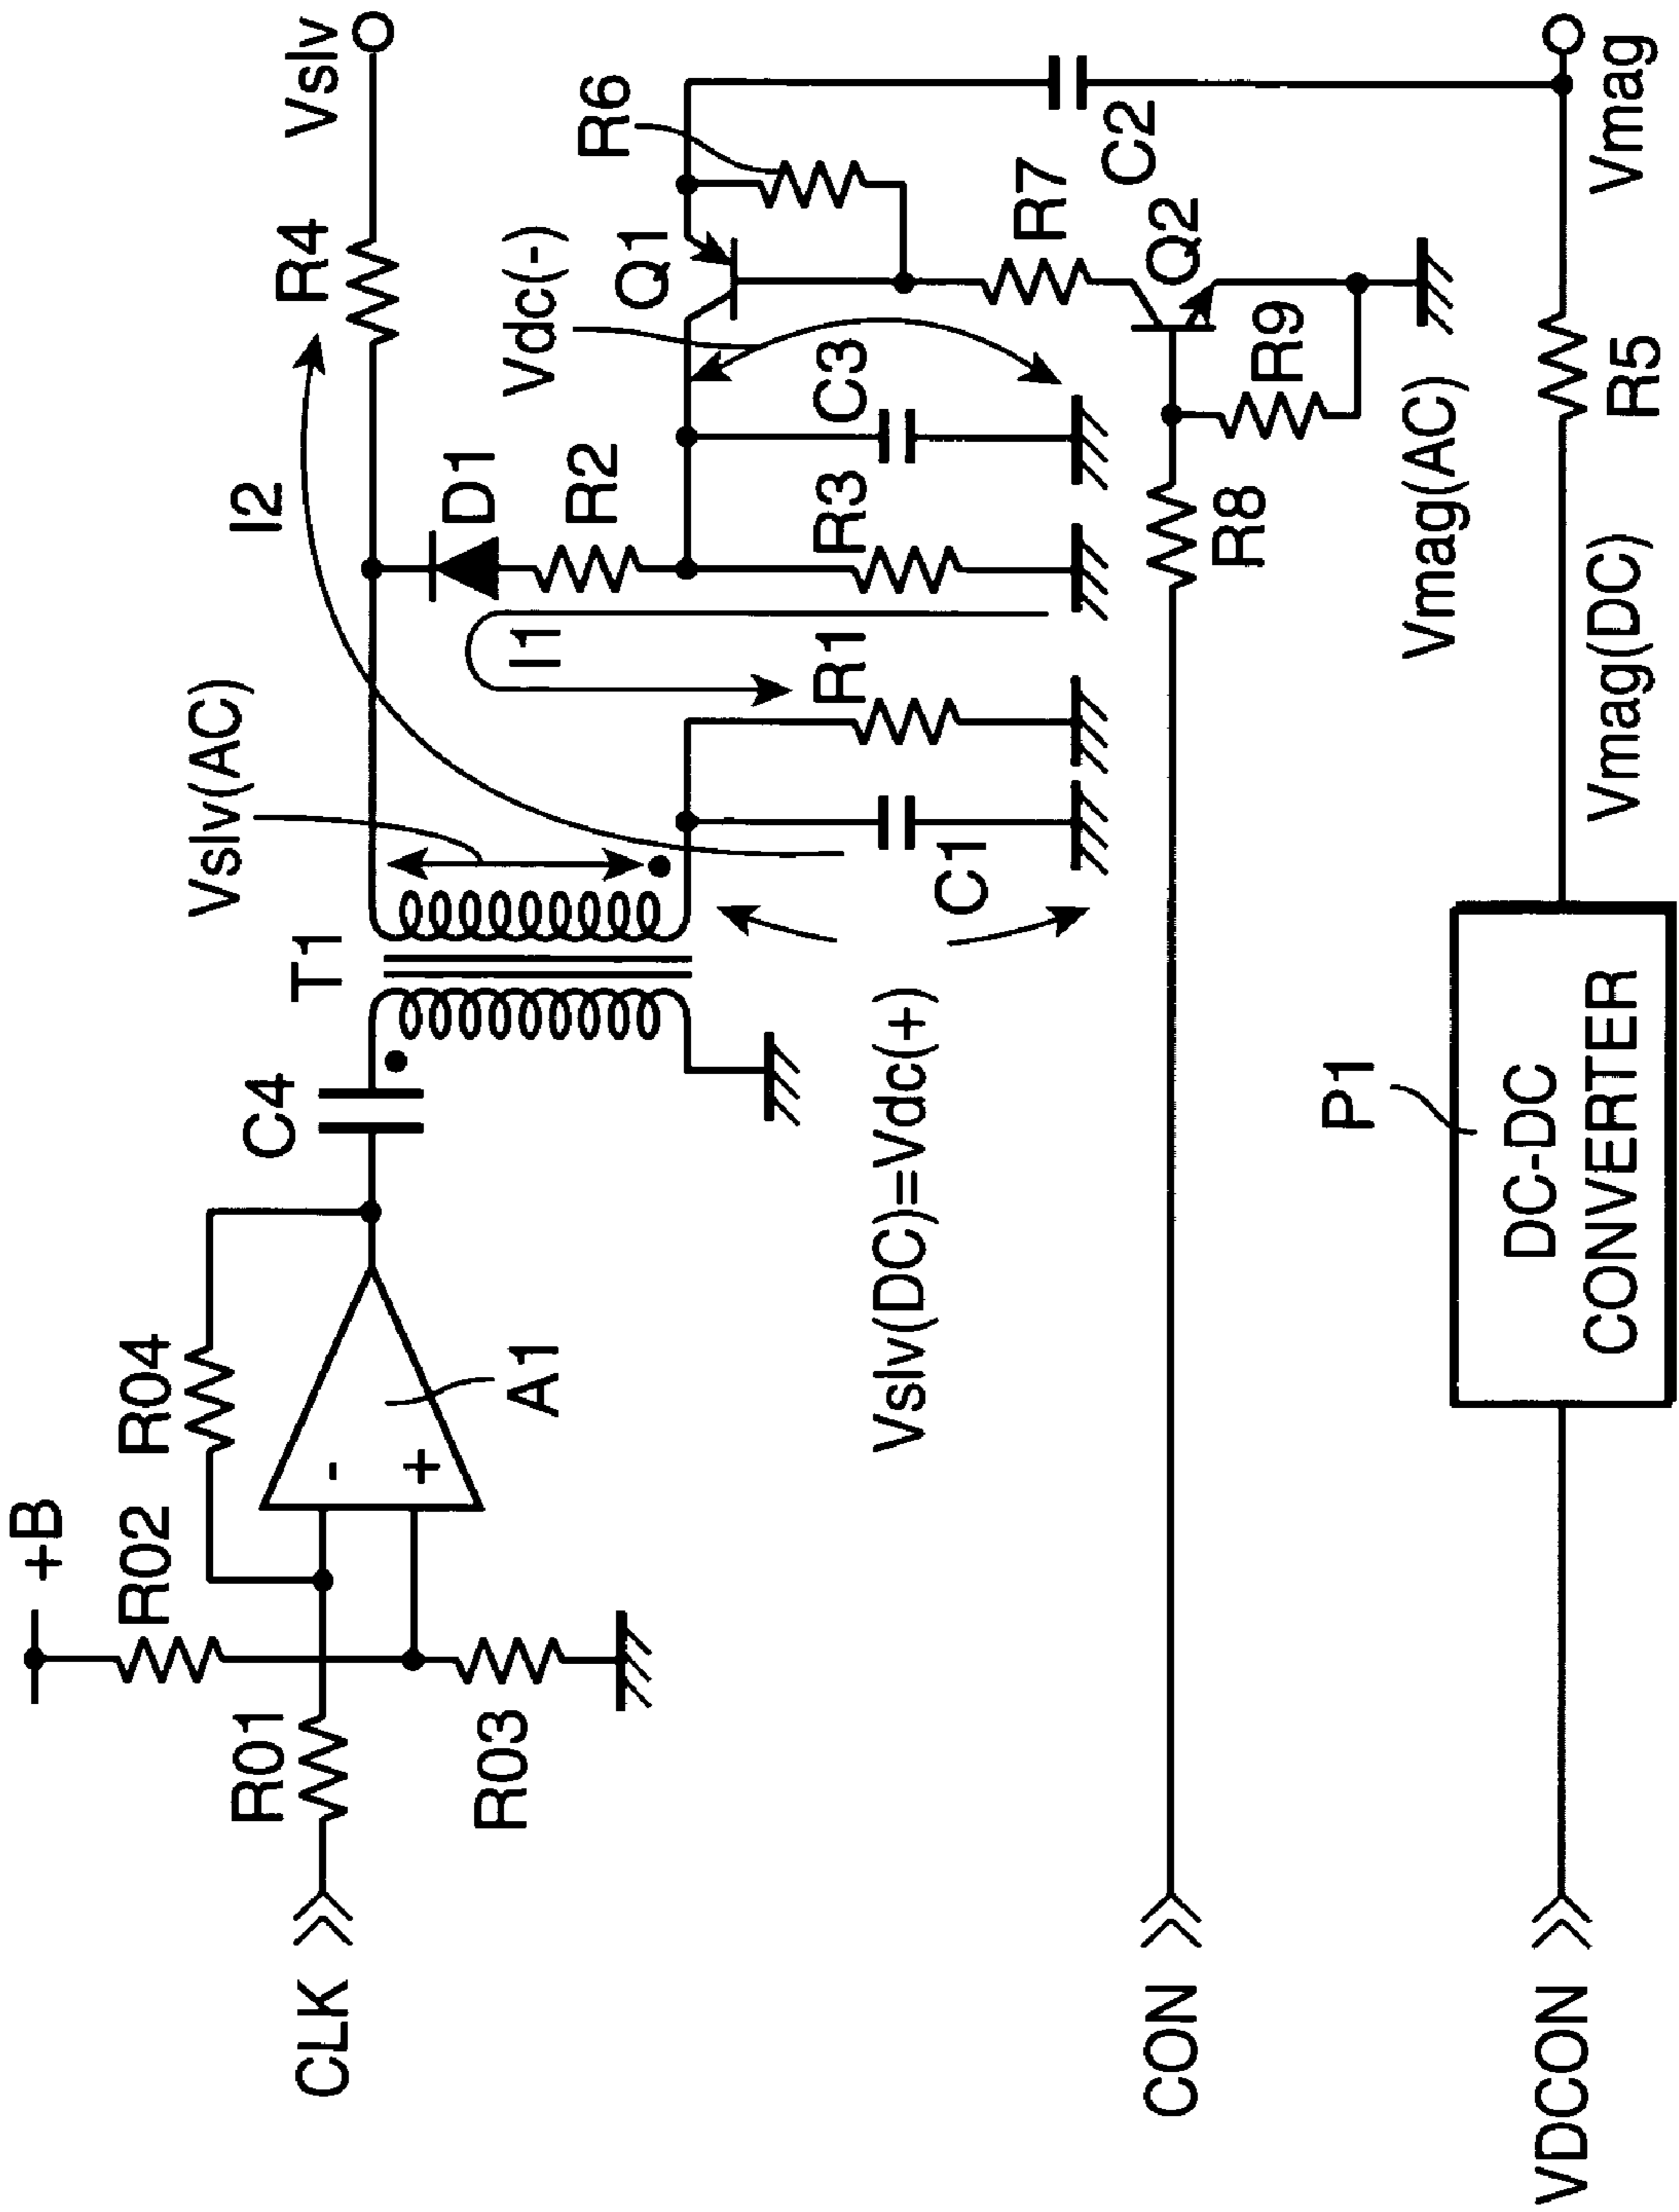 +B
R02
R04
R01
CLK
R03
-
+
A1
C4
T1
Vslv(AC)
I2
R4
Vslv
D1
R2
I1
Vdc(-)
Q1
R6
R1
R3
C3
C1
C2
R7
Q2
R9
R8
Vslv(DC)=Vdc(+)
CON
Vmag(AC)
P1
DC-DC
CONVERTER
VDCON
Vmag(DC)
R5
Vmag